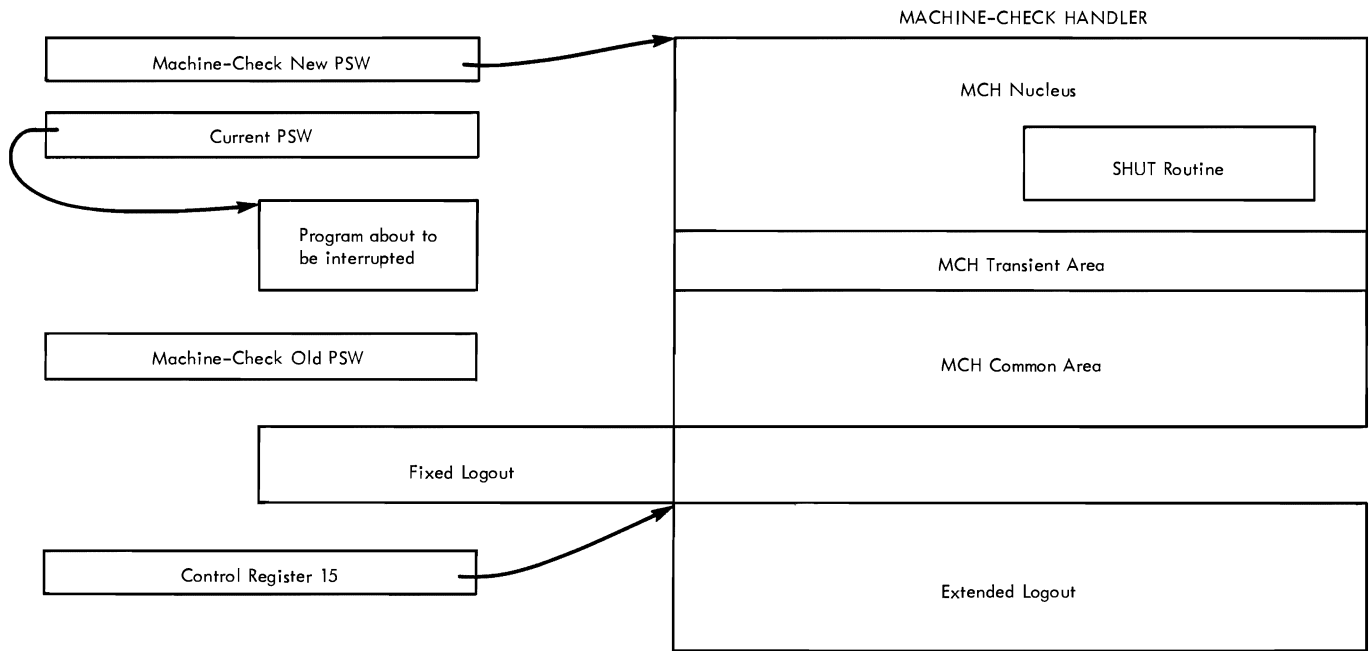 MACHINE-CHECK HANDLER
Machine-Check New PSW
MCH Nucleus
Current PSW
SHUT Routine
Program about to
be interrupted
MCH Transient Area
Machine-Check Old PSW
MCH Common Area
Fixed Logout
Control Register 15
Extended Logout